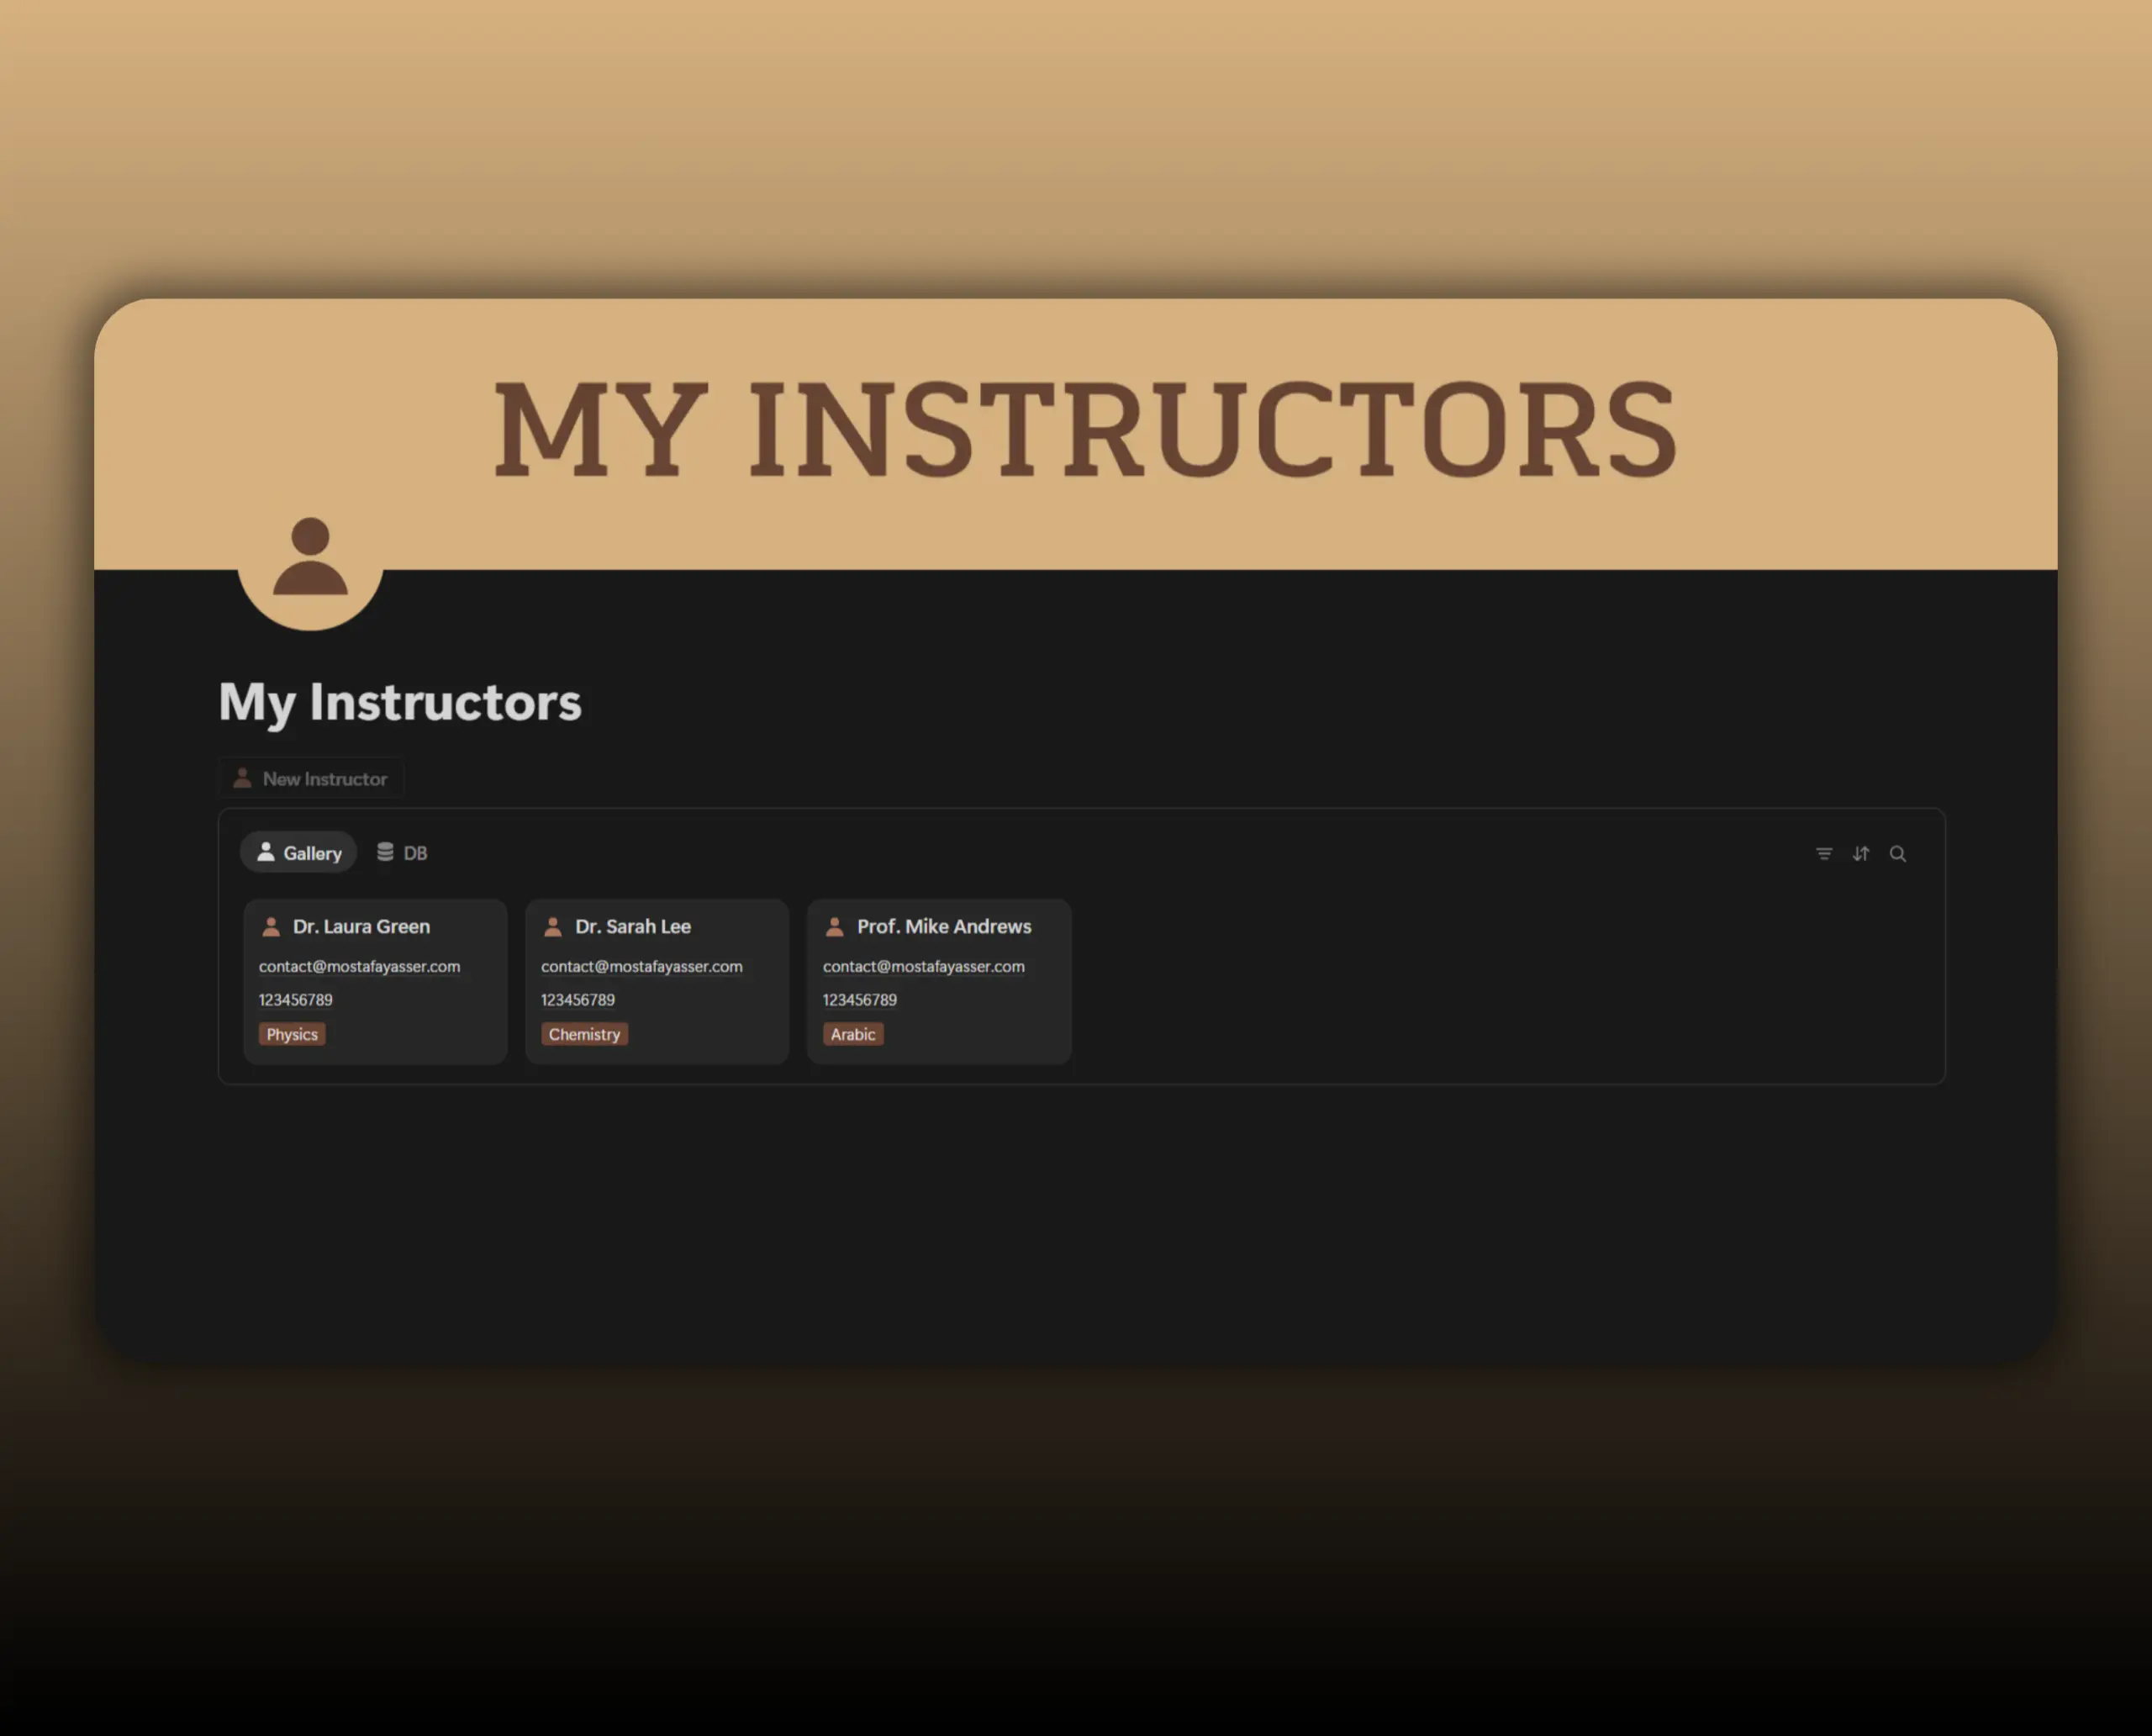 MY INSTRUCTORS
My Instructors
New Instructor
Gallery DB
Dr. Laura Green
contact@mostafayasser.com
123456789
Physics
Dr. Sarah Lee
contact@mostafayasser.com
123456789
Chemistry
Prof. Mike Andrews
contact@mostafayasser.com
123456789
Arabic